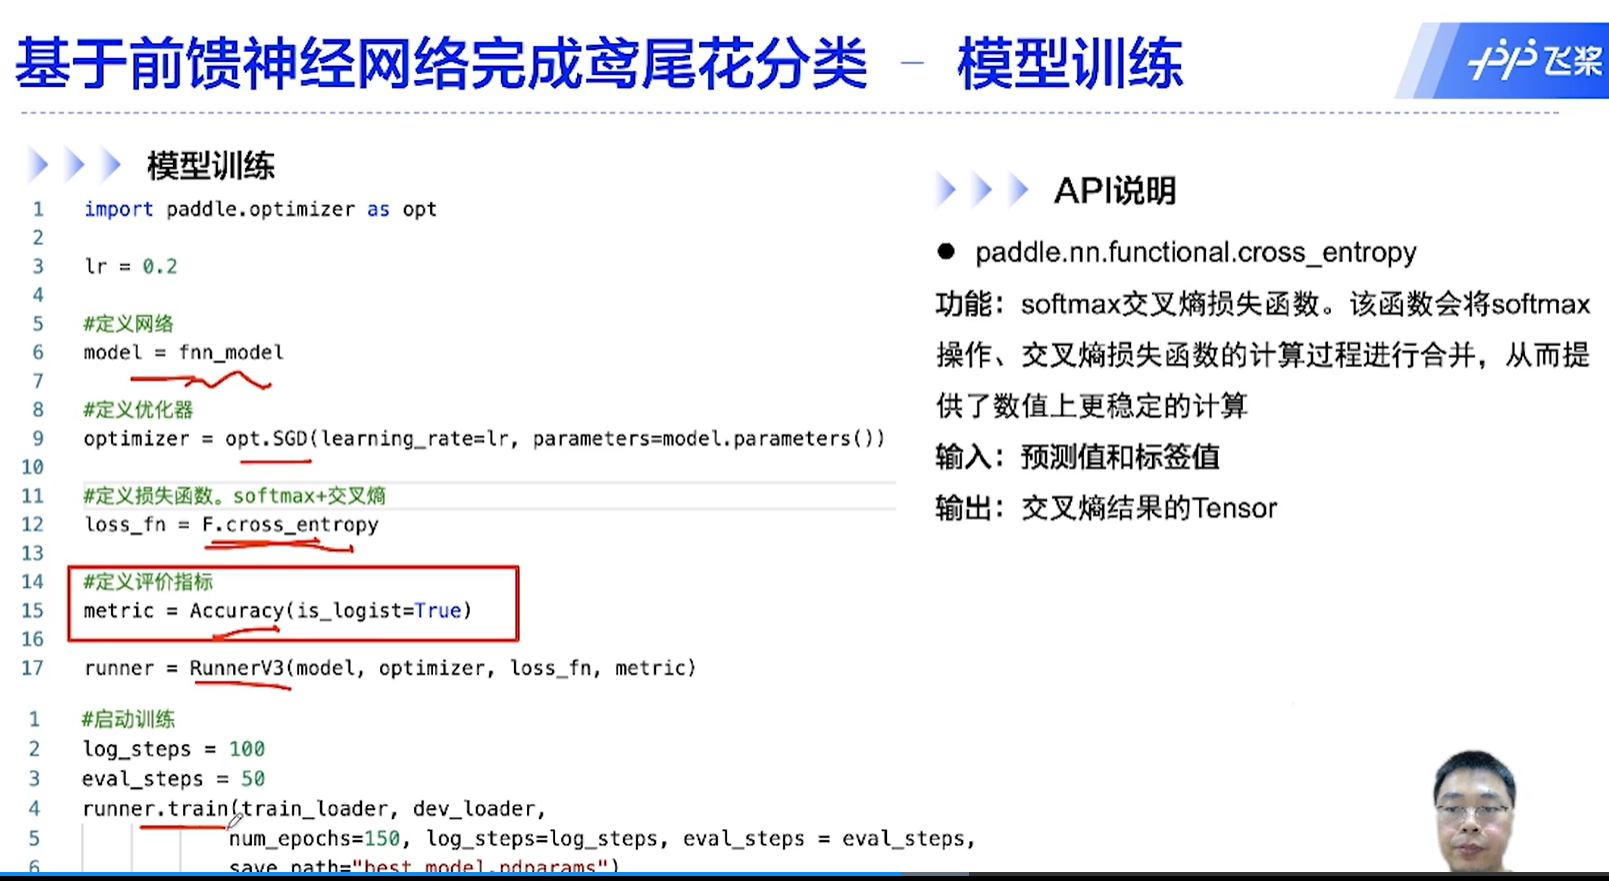 基于前馈神经网络完成鸢尾花分类 – 模型训练
飞桨
模型训练
1 import paddle.optimizer as opt
2
3 lr = 0.2
4
5 #定义网络
6 model = fnn_model
7
8 #定义优化器
9 optimizer = opt.SGD(learning_rate=lr, parameters=model.parameters())
10
11 #定义损失函数。softmax+交叉熵
12 loss_fn = F.cross_entropy
13
14 #定义评价指标
15 metric = Accuracy(is_logist=True)
16
17 runner = RunnerV3(model, optimizer, loss_fn, metric)
1 #启动训练
2 log_steps = 100
3 eval_steps = 50
4 runner.train(train_loader, dev_loader,
5 num_epochs=150, log_steps=log_steps, eval_steps = eval_steps,
6 save_path="best_model.pdparams")
API说明
● paddle.nn.functional.cross_entropy
功能：softmax交叉熵损失函数。该函数会将softmax
操作、交叉熵损失函数的计算过程进行合并，从而提
供了数值上更稳定的计算
输入：预测值和标签值
输出：交叉熵结果的Tensor